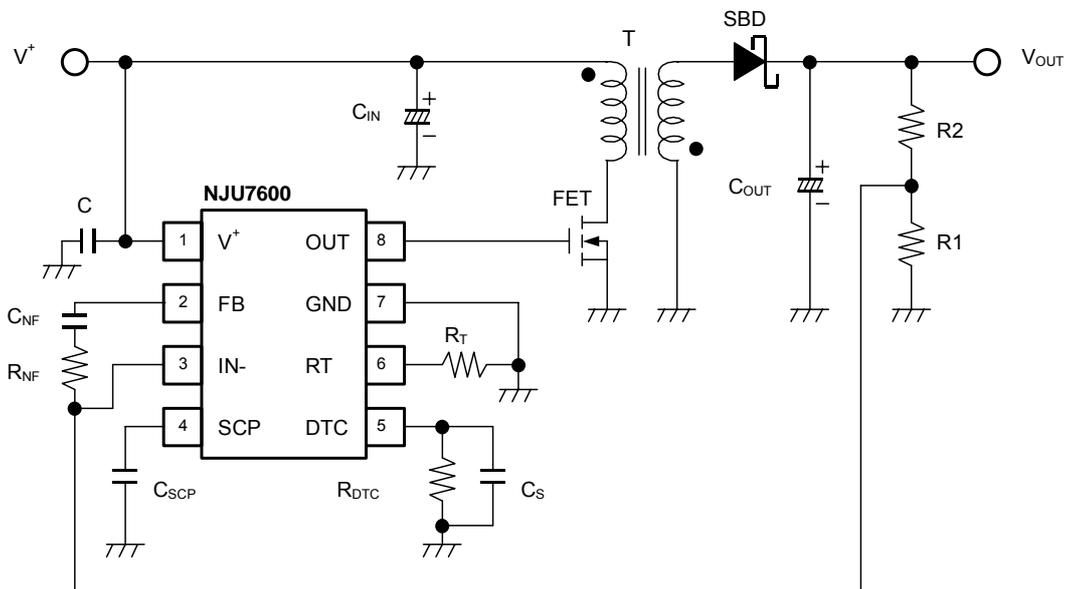 SBD
T
V+
VOUT
CIN
+
−
R2
NJU7600
FET
COUT
+
−
C
R1
1 V+ OUT 8
CNF
2 FB GND 7
RT
RNF
3 IN- RT 6
4 SCP DTC 5
CSCP
RDTC
CS